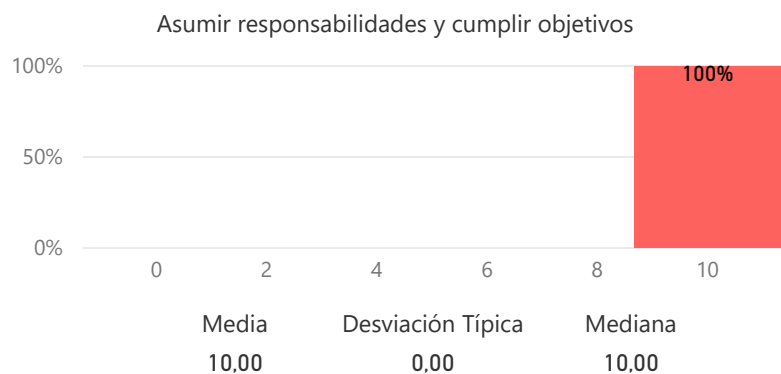 Asumir responsabilidades y cumplir objetivos
100%
100%
50%
0%
0 2 4 6 8 10
Media Desviación Típica Mediana
10,00 0,00 10,00